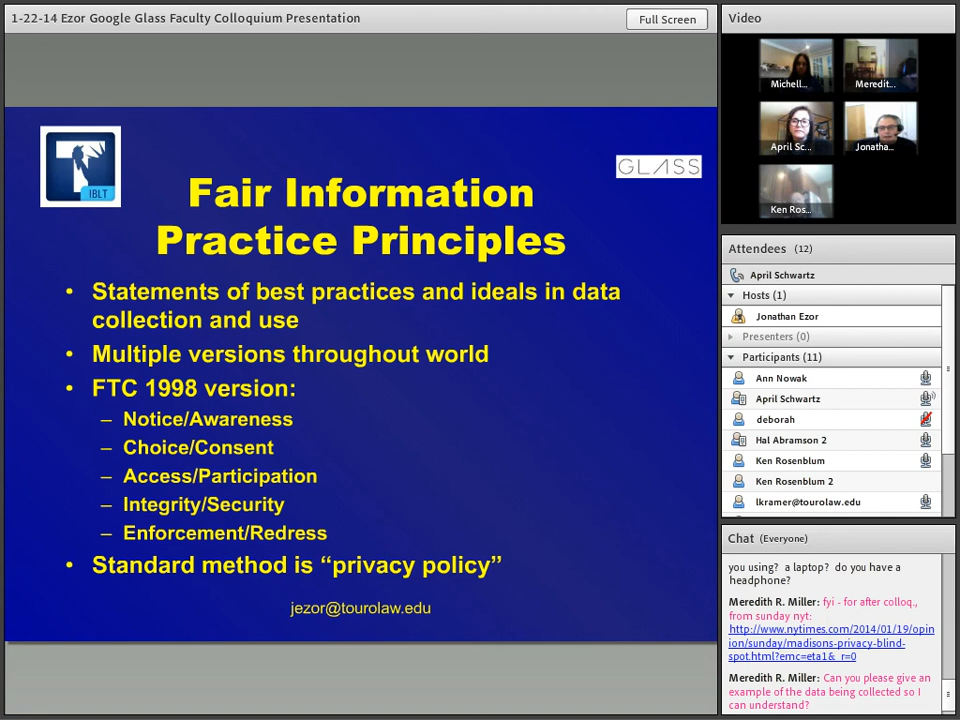 1-22-14 Ezor Google Glass Faculty Colloquium Presentation
Full Screen
IBLT
GLASS
Fair Information
Practice Principles
• Statements of best practices and ideals in data
collection and use
• Multiple versions throughout world
• FTC 1998 version:
– Notice/Awareness
– Choice/Consent
– Access/Participation
– Integrity/Security
– Enforcement/Redress
• Standard method is “privacy policy”
jezor@tourolaw.edu
Video
Michell...
Meredit...
April Sc...
Jonatha...
Ken Ros...
Attendees (12)
April Schwartz
Hosts (1)
Jonathan Ezor
Presenters (0)
Participants (11)
Ann Nowak
April Schwartz
deborah
Hal Abramson 2
Ken Rosenblum
Ken Rosenblum 2
lkramer@tourolaw.edu
Chat (Everyone)
you using? a laptop? do you have a
headphone?
Meredith R. Miller: fyi - for after colloq.,
from sunday nyt:
http://www.nytimes.com/2014/01/19/opin
ion/sunday/madisons-privacy-blind-
spot.html?emc=eta1&_r=0
Meredith R. Miller: Can you please give an
example of the data being collected so I
can understand?